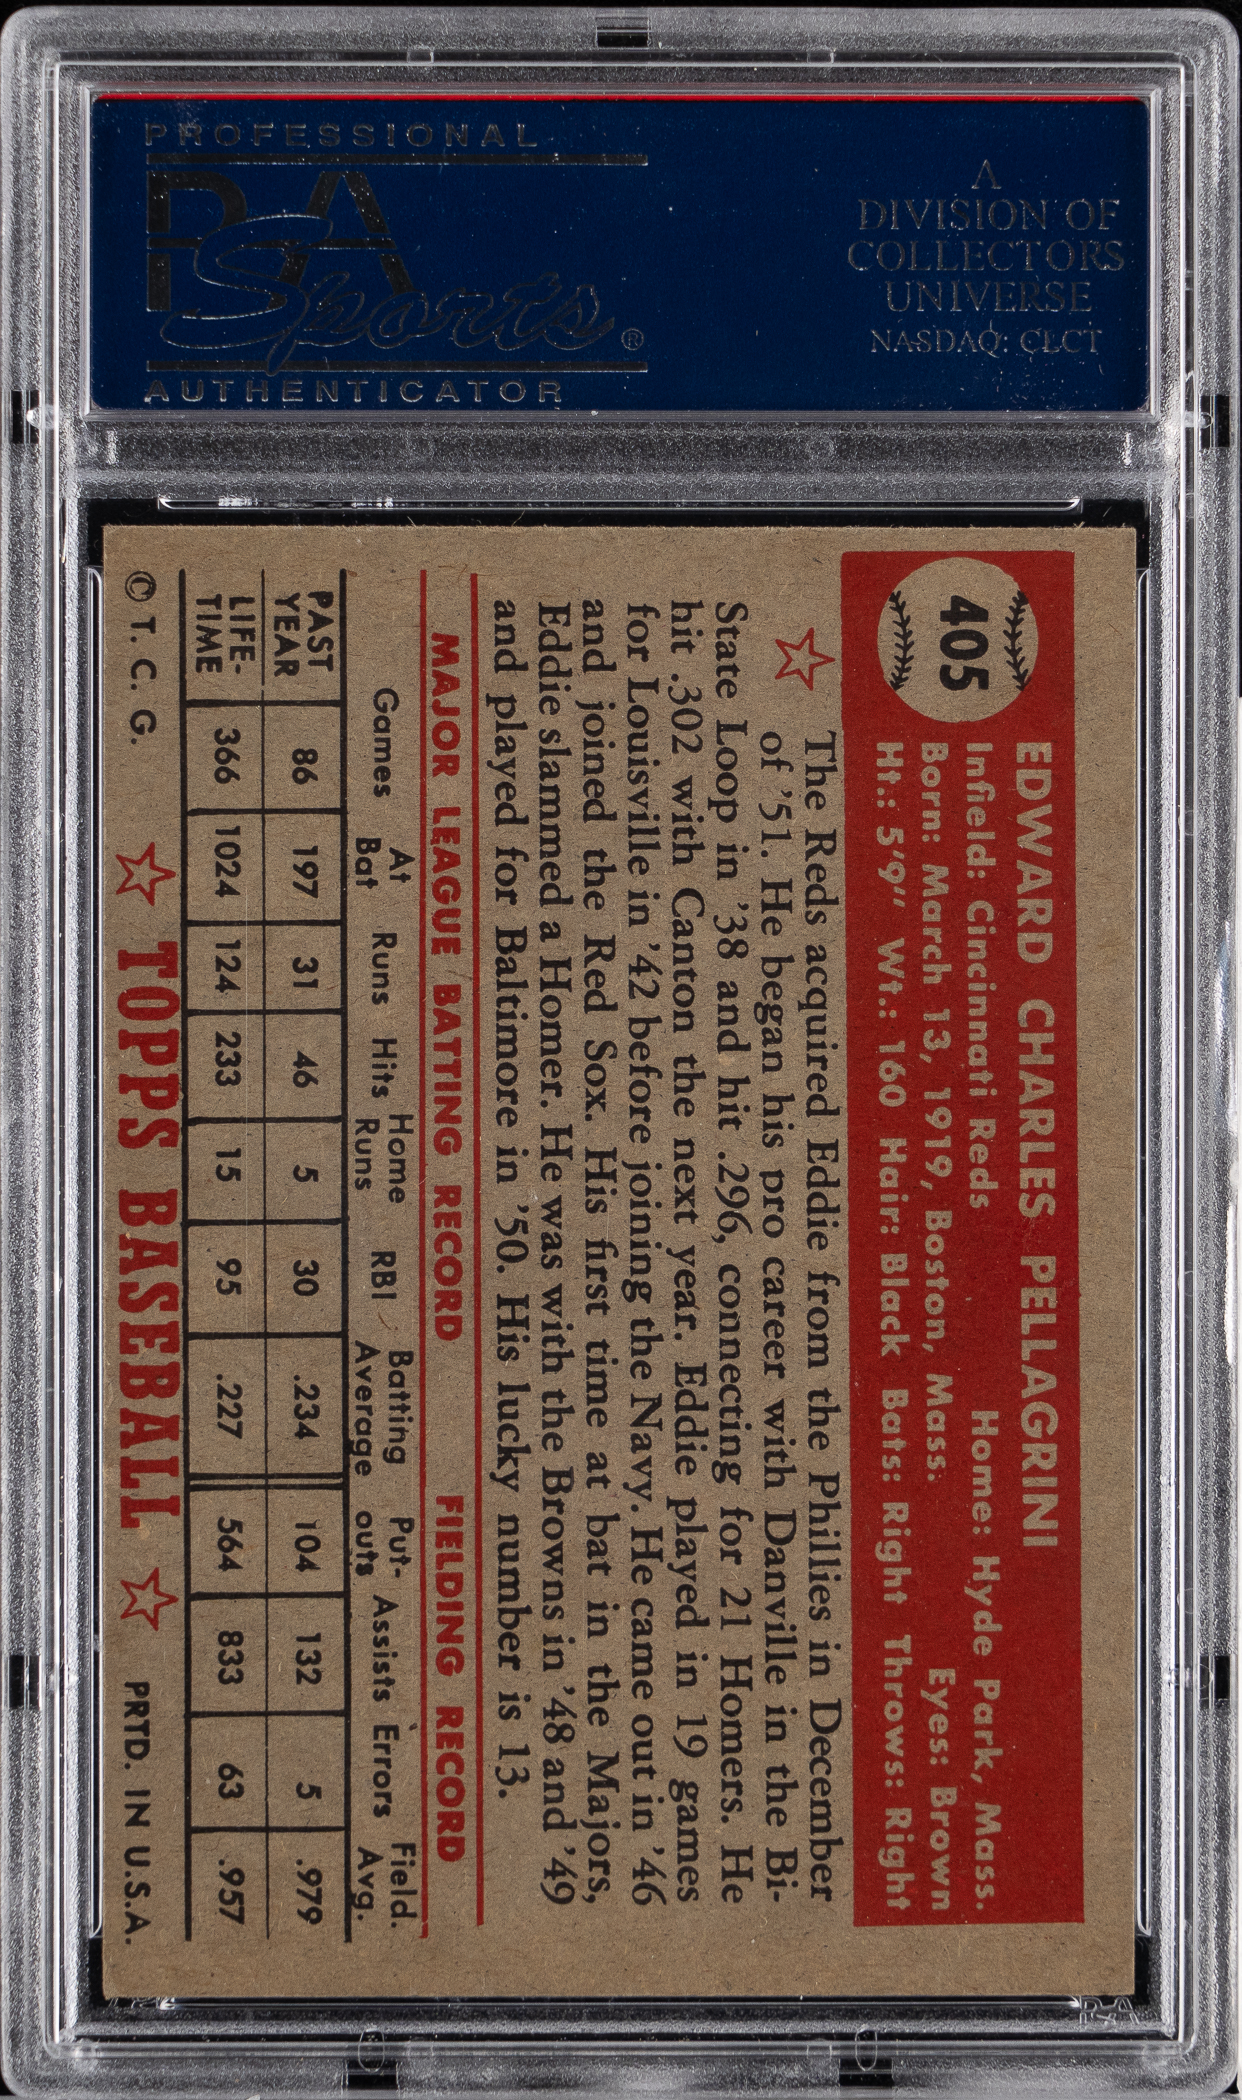 PROFESSIONAL
PSA
Sports®
AUTHENTICATOR
A
DIVISION OF
COLLECTORS
UNIVERSE
NASDAQ: CLCT
405
EDWARD CHARLES PELLAGRINI
Infield: Cincinnati Reds Home: Hyde Park, Mass.
Born: March 13, 1919, Boston, Mass. Eyes: Brown
Ht.: 5'9" Wt.: 160 Hair: Black Bats: Right Throws: Right
The Reds acquired Eddie from the Phillies in December
of '51. He began his pro career with Danville in the Bi-
State Loop in '38 and hit .296, connecting for 21 Homers. He
hit .302 with Canton the next year. Eddie played in 19 games
for Louisville in '42 before joining the Navy. He came out in '46
and joined the Red Sox. His first time at bat in the Majors,
Eddie slammed a Homer. He was with the Browns in '48 and '49
and played for Baltimore in '50. His lucky number is 13.
MAJOR LEAGUE BATTING RECORD FIELDING RECORD
Games At Bat Runs Hits Home Runs RBI Batting Average Put-outs Assists Errors Field. Avg.
PAST YEAR 86 197 31 46 5 30 .234 104 132 5 .979
LIFE-TIME 366 1024 124 233 15 95 .227 564 833 63 .957
© T. C. G. TOPPS BASEBALL PRTD. IN U.S.A.
PSA